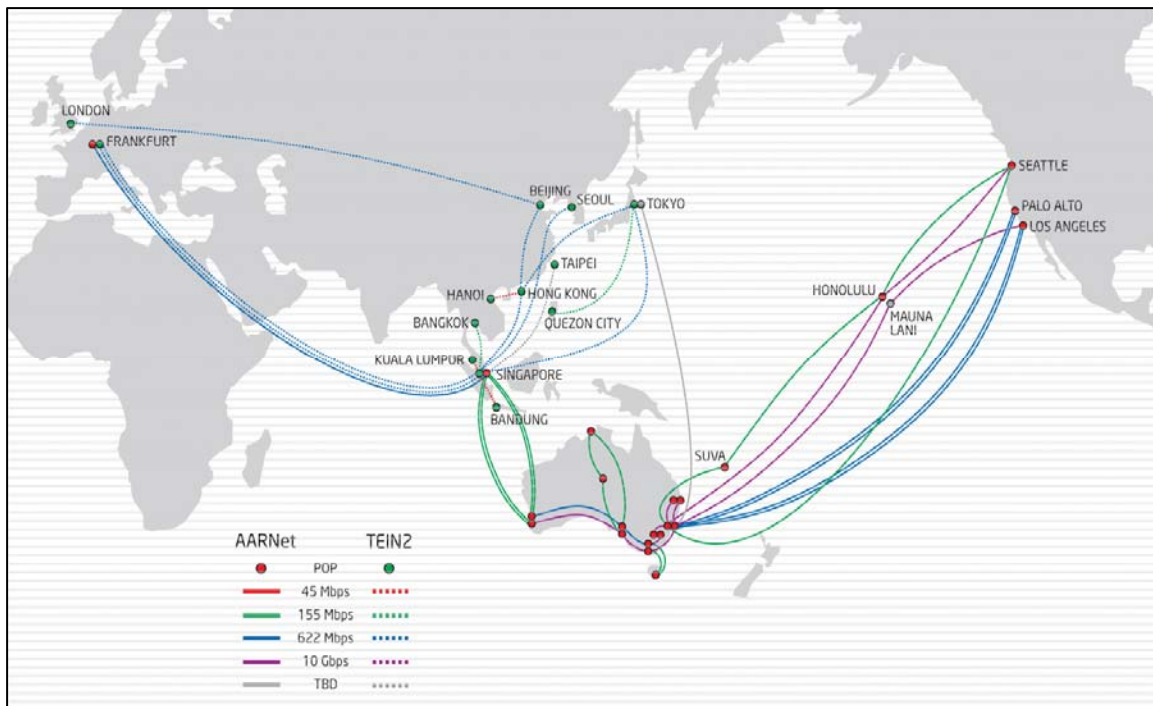 LONDON
FRANKFURT
BEIJING
SEOUL
TOKYO
SEATTLE
PALO ALTO
LOS ANGELES
TAIPEI
HANOI
HONG KONG
HONOLULU
MAUNA
LANI
BANGKOK
QUEZON CITY
KUALA LUMPUR
SINGAPORE
BANDUNG
SUVA
AARNet TEIN2
POP
45 Mbps
155 Mbps
622 Mbps
10 Gbps
TBD